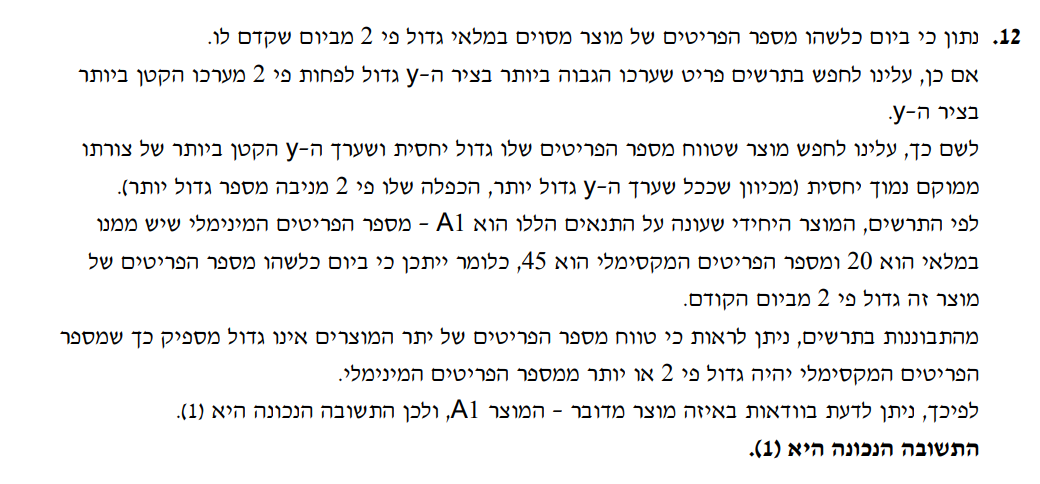 12. נתון כי ביום כלשהו מספר הפריטים של מוצר מסוים במלאי גדול פי 2 מביום שקדם לו.
אם כן, עלינו לחפש בתרשים פריט שערכו הגבוה ביותר בציר ה-y גדול לפחות פי 2 מערכו הקטן ביותר
בציר ה-y.
לשם כך, עלינו לחפש מוצר שטווח מספר הפריטים שלו גדול יחסית ושערך ה-y הקטן ביותר של צורתו
ממוקם נמוך יחסית (מכיוון שככל שערך ה-y גדול יותר, הכפלה שלו פי 2 מניבה מספר גדול יותר).
לפי התרשים, המוצר היחידי שעונה על התנאים הללו הוא A1 - מספר הפריטים המינימלי שיש ממנו
במלאי הוא 20 ומספר הפריטים המקסימלי הוא 45, כלומר ייתכן כי ביום כלשהו מספר הפריטים של
מוצר זה גדול פי 2 מביום הקודם.
מהתבוננות בתרשים, ניתן לראות כי טווח מספר הפריטים של יתר המוצרים אינו גדול מספיק כך שמספר
הפריטים המקסימלי יהיה גדול פי 2 או יותר ממספר הפריטים המינימלי.
לפיכך, ניתן לדעת בוודאות באיזה מוצר מדובר - המוצר A1, ולכן התשובה הנכונה היא (1).
התשובה הנכונה היא (1).